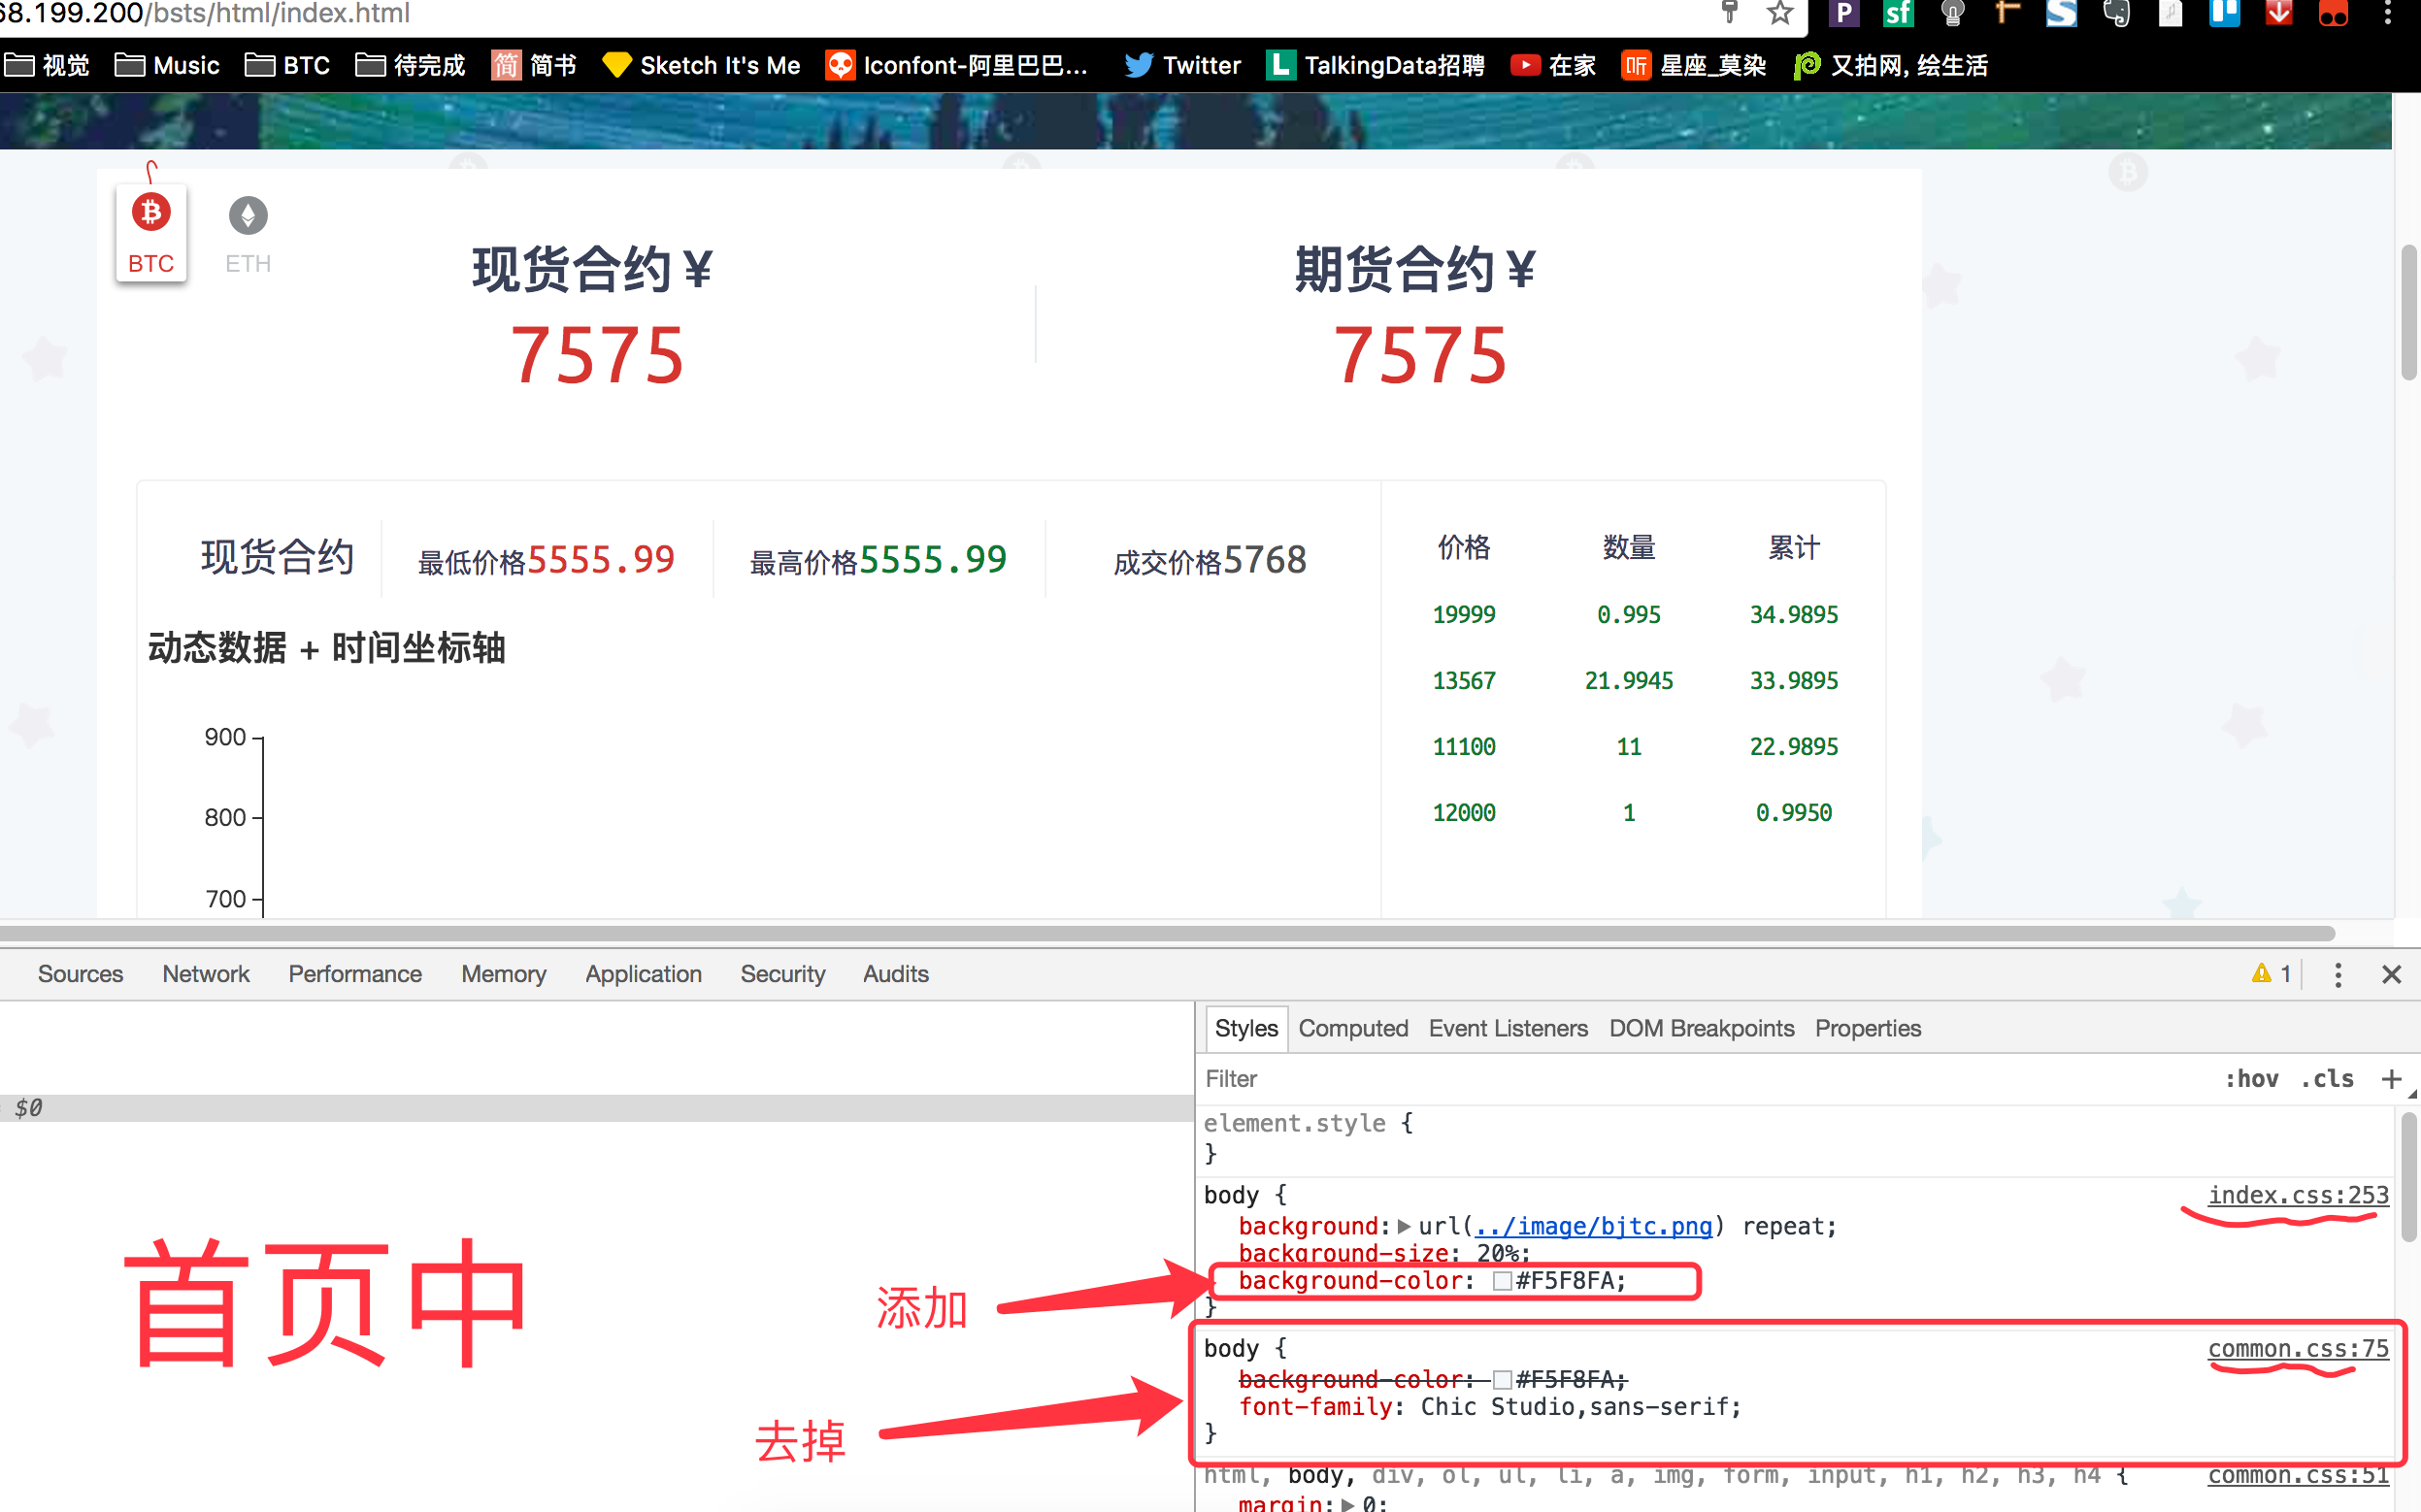 68.199.200/bsts/html/index.html
视觉 Music BTC 待完成 简 简书 Sketch It's Me Iconfont-阿里巴巴... Twitter L TalkingData招聘 在家 听 星座_莫染 又拍网, 绘生活
BTC
ETH
现货合约 ¥
7575
期货合约 ¥
7575
现货合约 最低价格5555.99 最高价格5555.99 成交价格5768
动态数据 + 时间坐标轴
900
800
700
价格 数量 累计
19999 0.995 34.9895
13567 21.9945 33.9895
11100 11 22.9895
12000 1 0.9950
Sources Network Performance Memory Application Security Audits 1
Styles Computed Event Listeners DOM Breakpoints Properties
Filter :hov .cls +
$0
element.style {
}
body { index.css:253
background: url(../image/bjtc.png) repeat;
background-size: 20%;
background-color: #F5F8FA;
}
添加
首页中
body { common.css:75
background-color: #F5F8FA;
font-family: Chic Studio,sans-serif;
}
去掉
html, body, div, ol, ul, li, a, img, form, input, h1, h2, h3, h4 { common.css:51
margin: 0;